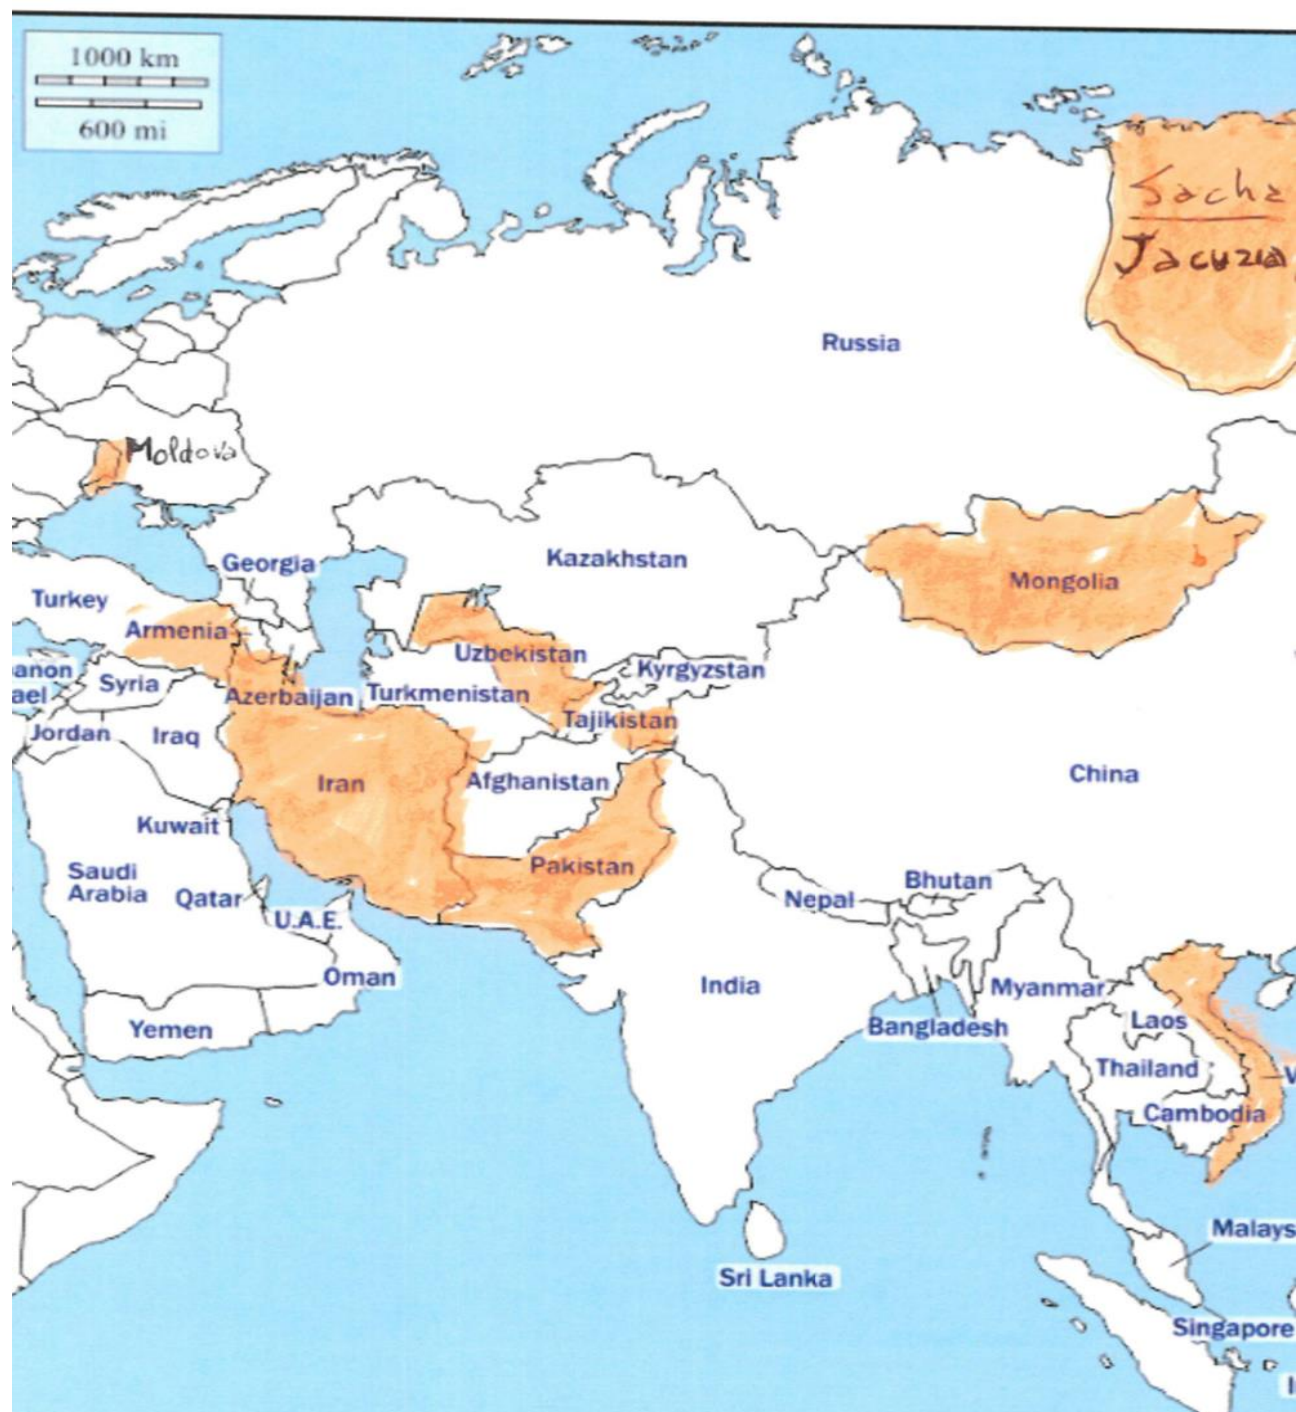 1000 km
600 mi
Sacha
Jacuzia
Russia
Moldova
Georgia
Kazakhstan
Turkey
Mongolia
Armenia
Uzbekistan
Kyrgyzstan
anon
ael
Syria
Azerbaijan
Turkmenistan
Tajikistan
Jordan
Iraq
Iran
Afghanistan
China
Kuwait
Pakistan
Saudi
Arabia
Qatar
Nepal
Bhutan
U.A.E.
Oman
India
Myanmar
Yemen
Bangladesh
Laos
Thailand
V
Cambodia
Malays
Sri Lanka
Singapore
I